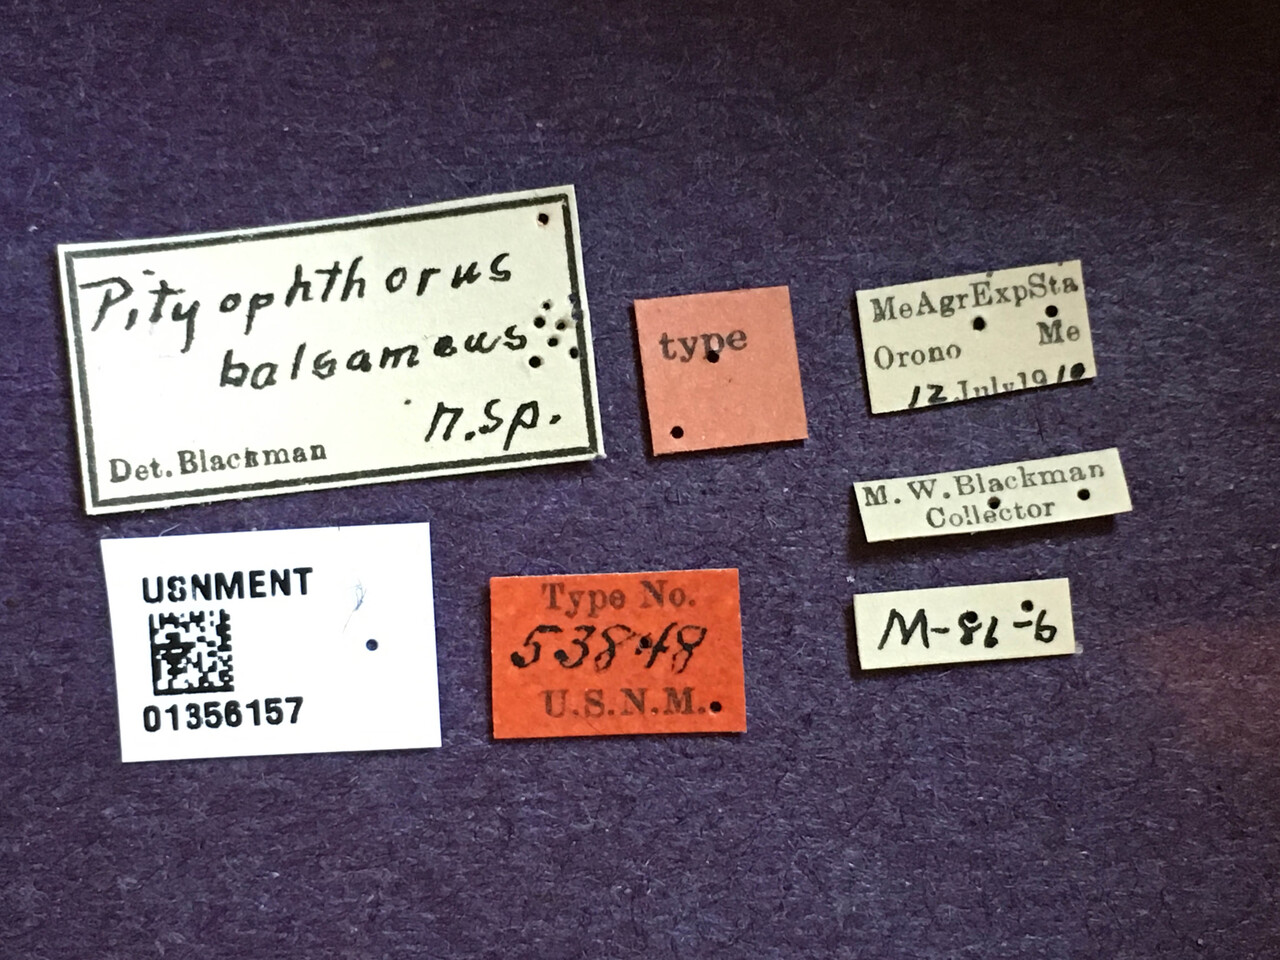 Pityophthorus
balsameus
n.sp.
Det. Blackman
type
MeAgrExpSta
Orono Me
12 July 1910
M. W. Blackman
Collector
M-81-6
USNMENT
01356157
Type No.
53848
U.S.N.M.